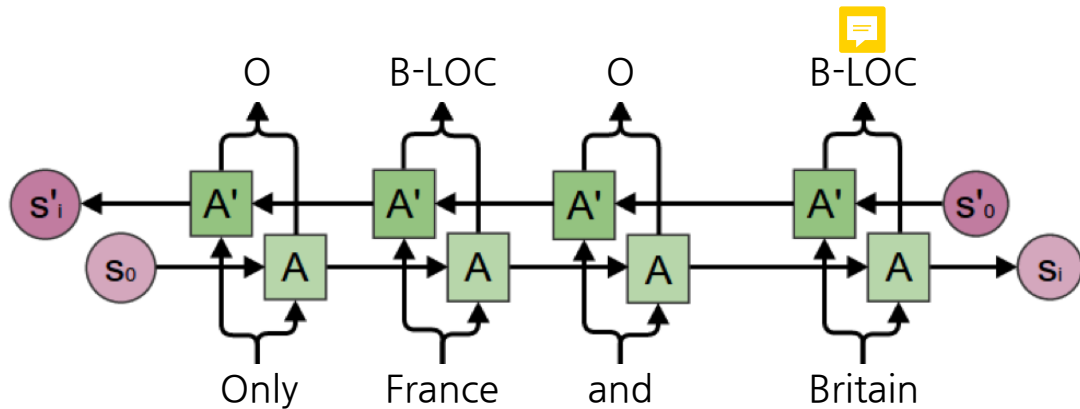 O B-LOC O B-LOC
A' A' A' A'
s'i s'0
s0 A A A A si
Only France and Britain